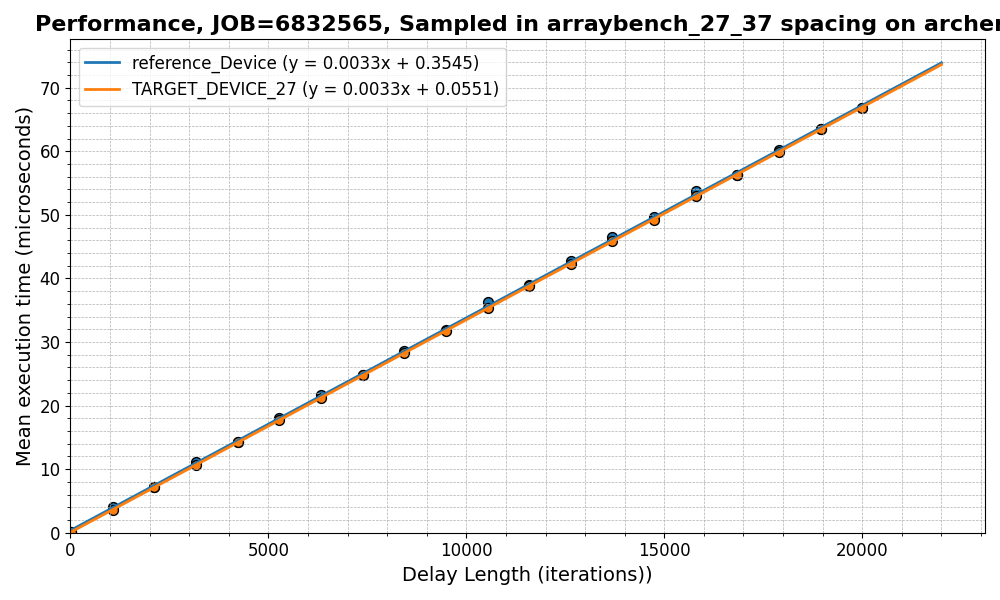 Performance, JOB=6832565, Sampled in arraybench_27_37 spacing on archer
reference_Device (y = 0.0033x + 0.3545)
TARGET_DEVICE_27 (y = 0.0033x + 0.0551)
Mean execution time (microseconds)
70
60
50
40
30
20
10
0
0 5000 10000 15000 20000
Delay Length (iterations))